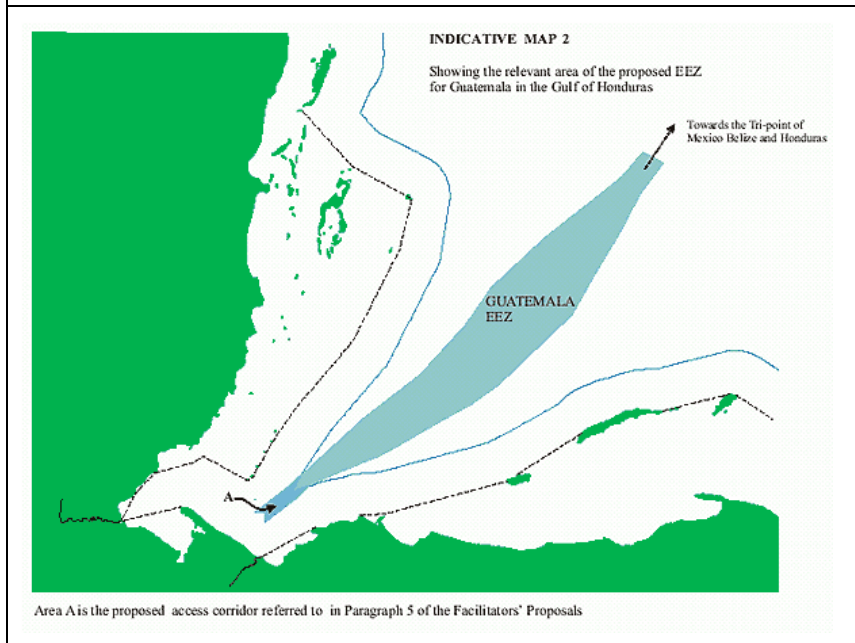 INDICATIVE MAP 2
Showing the relevant area of the proposed EEZ
for Guatemala in the Gulf of Honduras
Towards the Tri-point of
Mexico Belize and Honduras
GUATEMALA
EEZ
A
Area A is the proposed access corridor referred to in Paragraph 5 of the Facilitators' Proposals